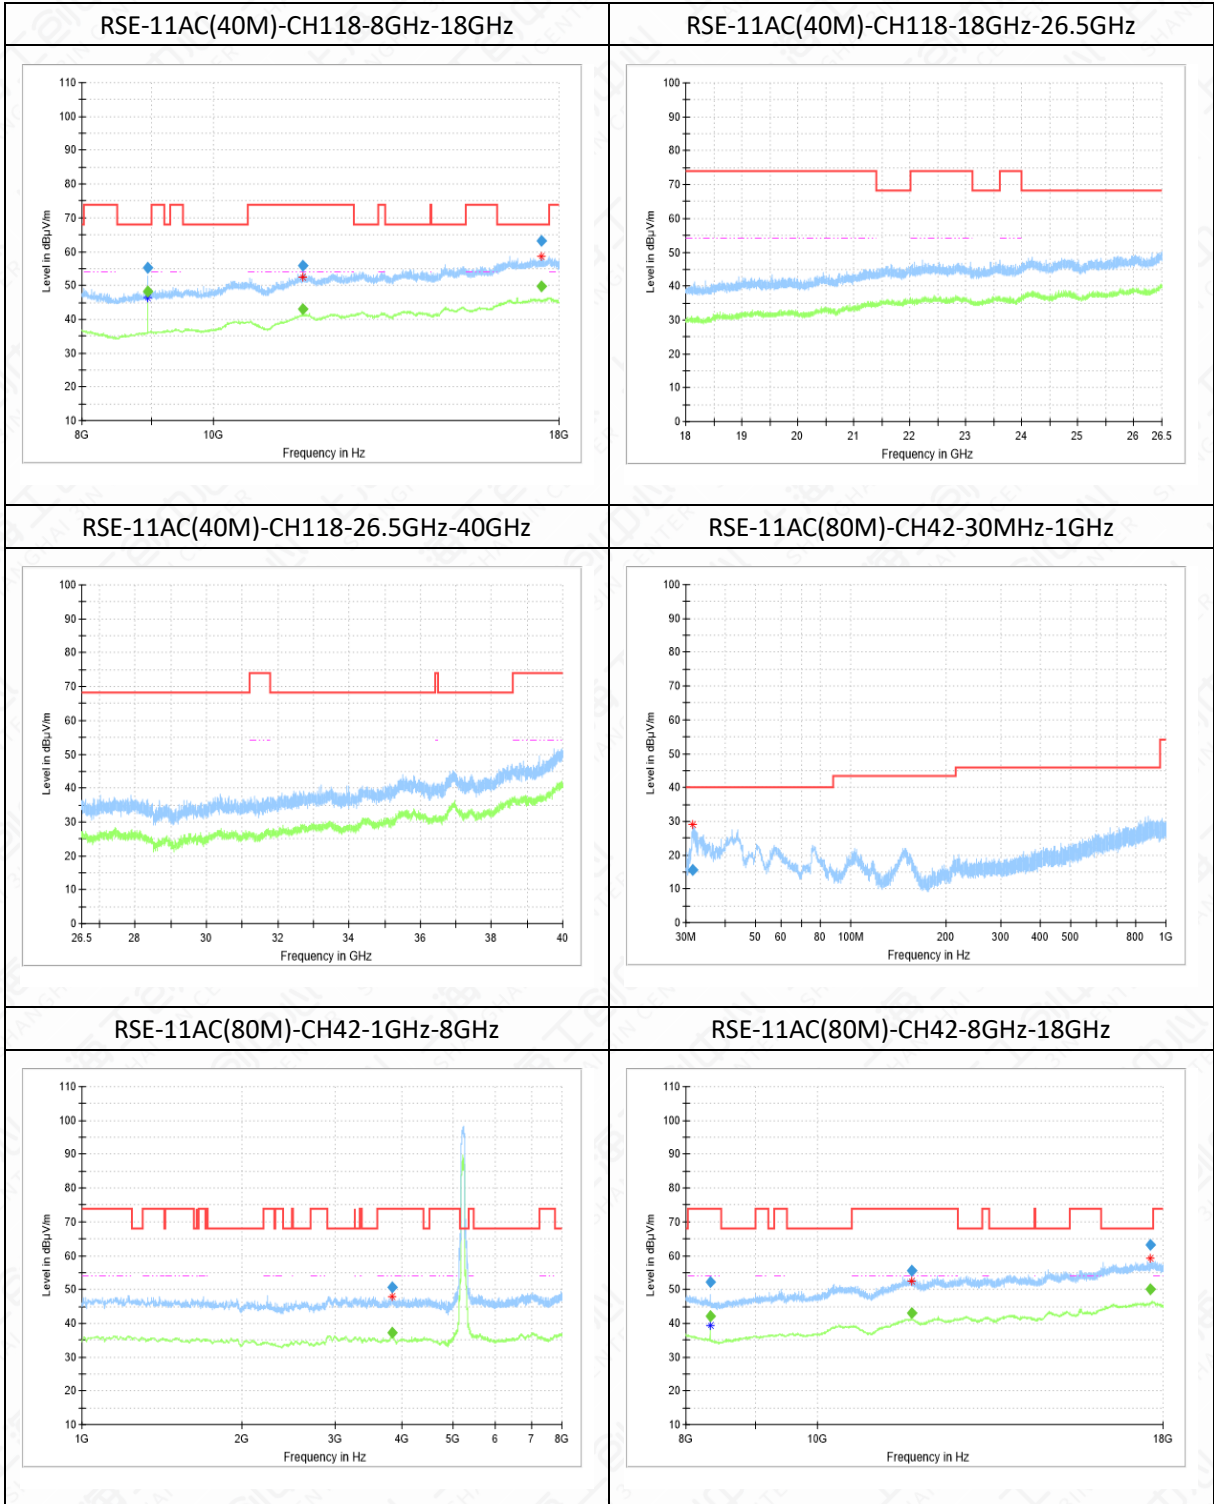 RSE-11AC(40M)-CH118-8GHz-18GHz
RSE-11AC(40M)-CH118-18GHz-26.5GHz
110
100
90
80
70
60
50
40
30
20
10
Level in dBµV/m
8G
10G
18G
Frequency in Hz
100
90
80
70
60
50
40
30
20
10
0
Level in dBµV/m
18
19
20
21
22
23
24
25
26
26.5
Frequency in GHz
RSE-11AC(40M)-CH118-26.5GHz-40GHz
RSE-11AC(80M)-CH42-30MHz-1GHz
100
90
80
70
60
50
40
30
20
10
0
Level in dBµV/m
26.5
28
30
32
34
36
38
40
Frequency in GHz
100
90
80
70
60
50
40
30
20
10
0
Level in dBµV/m
30M
50
60
80
100M
200
300
400
500
800
1G
Frequency in Hz
RSE-11AC(80M)-CH42-1GHz-8GHz
RSE-11AC(80M)-CH42-8GHz-18GHz
110
100
90
80
70
60
50
40
30
20
10
Level in dBµV/m
1G
2G
3G
4G
5G
6
7
8G
Frequency in Hz
110
100
90
80
70
60
50
40
30
20
10
Level in dBµV/m
8G
10G
18G
Frequency in Hz